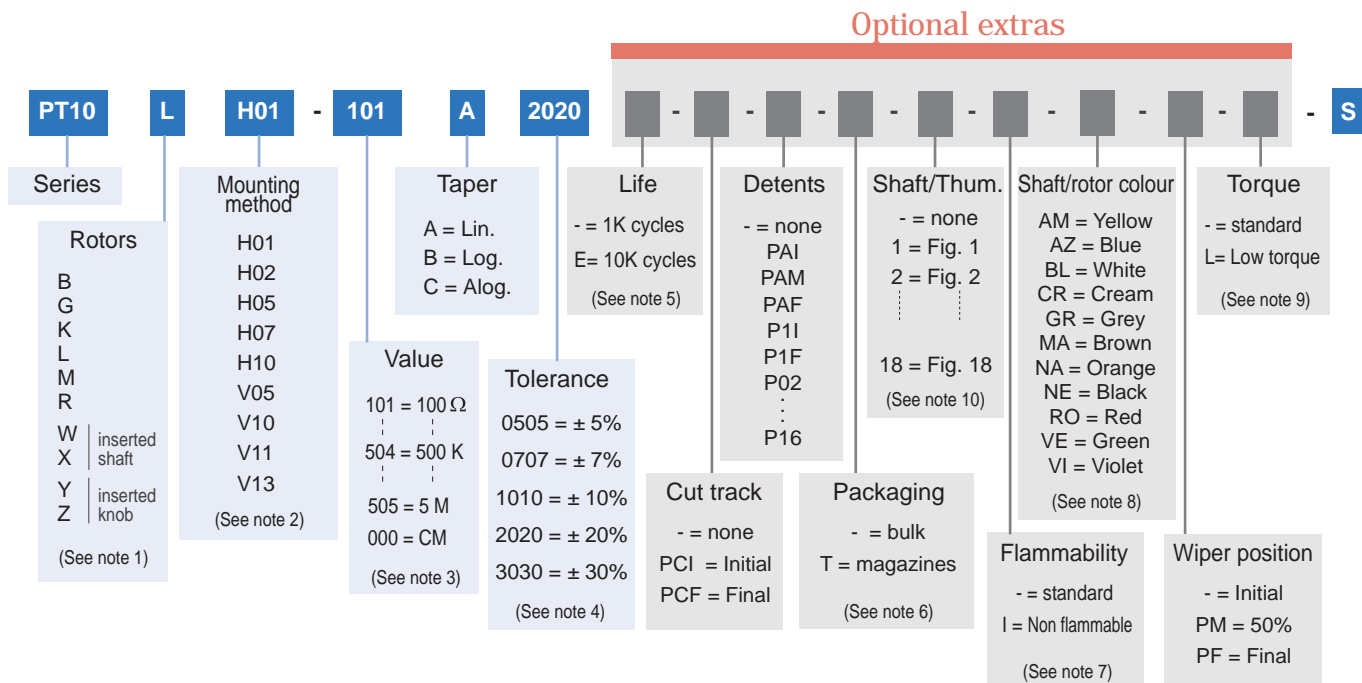 Optional extras
PT10 L H01 - 101 A 2020 - - - - - - - - - S
Series
Rotors
B
G
K
L
M
R
W
X
inserted
shaft
Y
Z
inserted
knob
(See note 1)
Mounting
method
H01
H02
H05
H07
H10
V05
V10
V11
V13
(See note 2)
Value
101 = 100 Ω
504 = 500 K
505 = 5 M
000 = CM
(See note 3)
Taper
A = Lin.
B = Log.
C = Alog.
Tolerance
0505 = ± 5%
0707 = ± 7%
1010 = ± 10%
2020 = ± 20%
3030 = ± 30%
(See note 4)
Life
- = 1K cycles
E= 10K cycles
(See note 5)
Cut track
- = none
PCI = Initial
PCF = Final
Detents
- = none
PAI
PAM
PAF
P1I
P1F
P02
:
:
P16
Packaging
- = bulk
T = magazines
(See note 6)
Shaft/Thum.
- = none
1 = Fig. 1
2 = Fig. 2
18 = Fig. 18
(See note 10)
Flammability
- = standard
I = Non flammable
(See note 7)
Shaft/rotor colour
AM = Yellow
AZ = Blue
BL = White
CR = Cream
GR = Grey
MA = Brown
NA = Orange
NE = Black
RO = Red
VE = Green
VI = Violet
(See note 8)
Wiper position
- = Initial
PM = 50%
PF = Final
Torque
- = standard
L= Low torque
(See note 9)